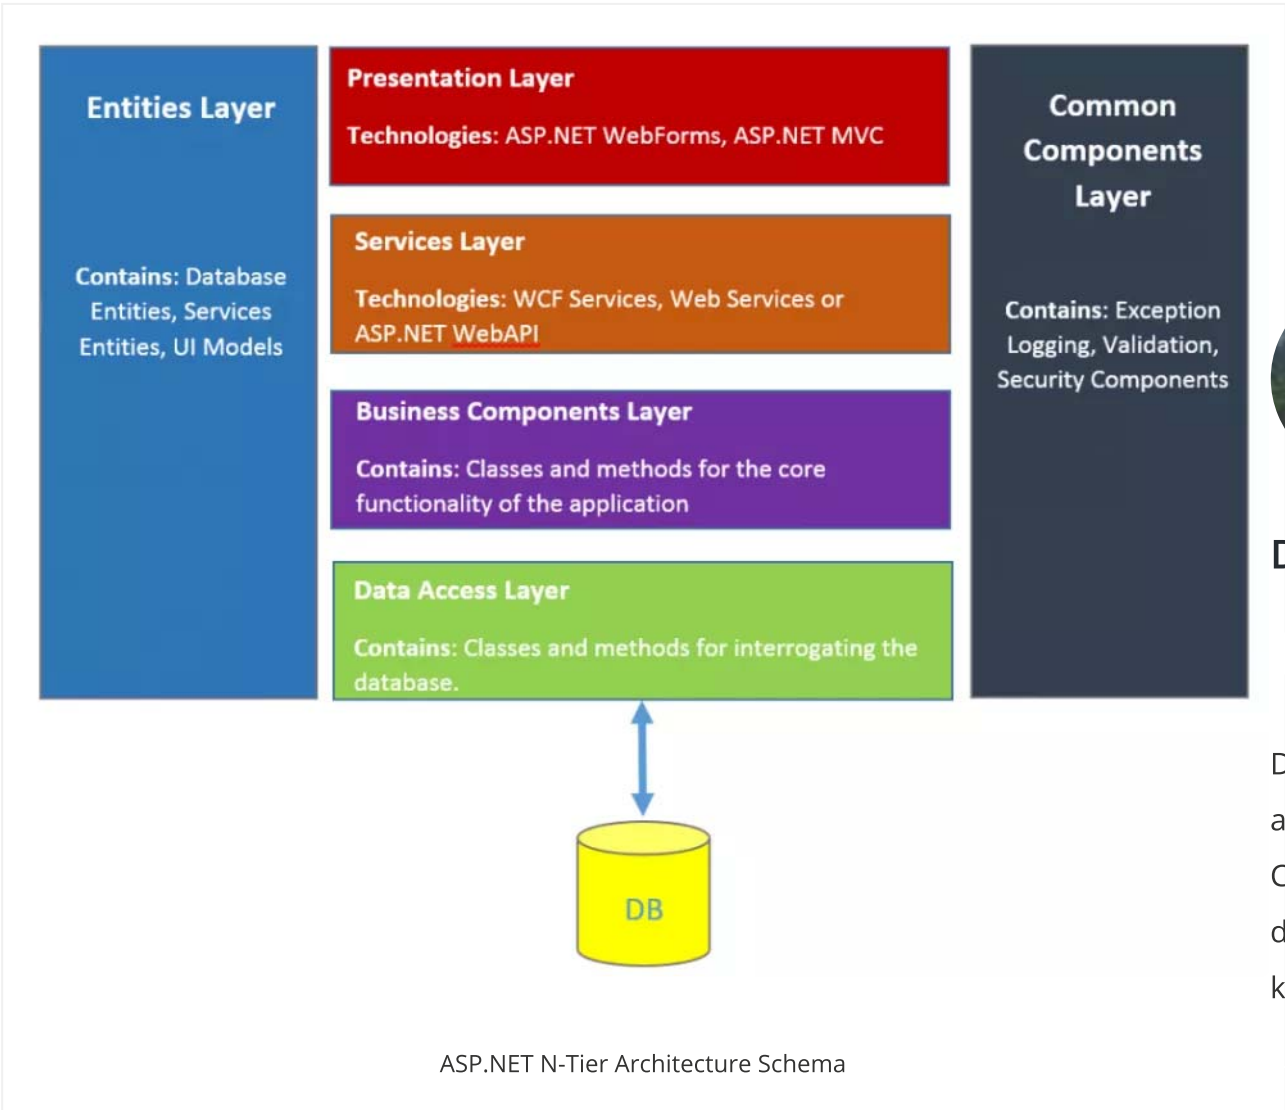 Entities Layer
Contains: Database
Entities, Services
Entities, UI Models
Presentation Layer
Technologies: ASP.NET WebForms, ASP.NET MVC
Services Layer
Technologies: WCF Services, Web Services or
ASP.NET WebAPI
Business Components Layer
Contains: Classes and methods for the core
functionality of the application
Data Access Layer
Contains: Classes and methods for interrogating the
database.
Common
Components
Layer
Contains: Exception
Logging, Validation,
Security Components
DB
ASP.NET N-Tier Architecture Schema